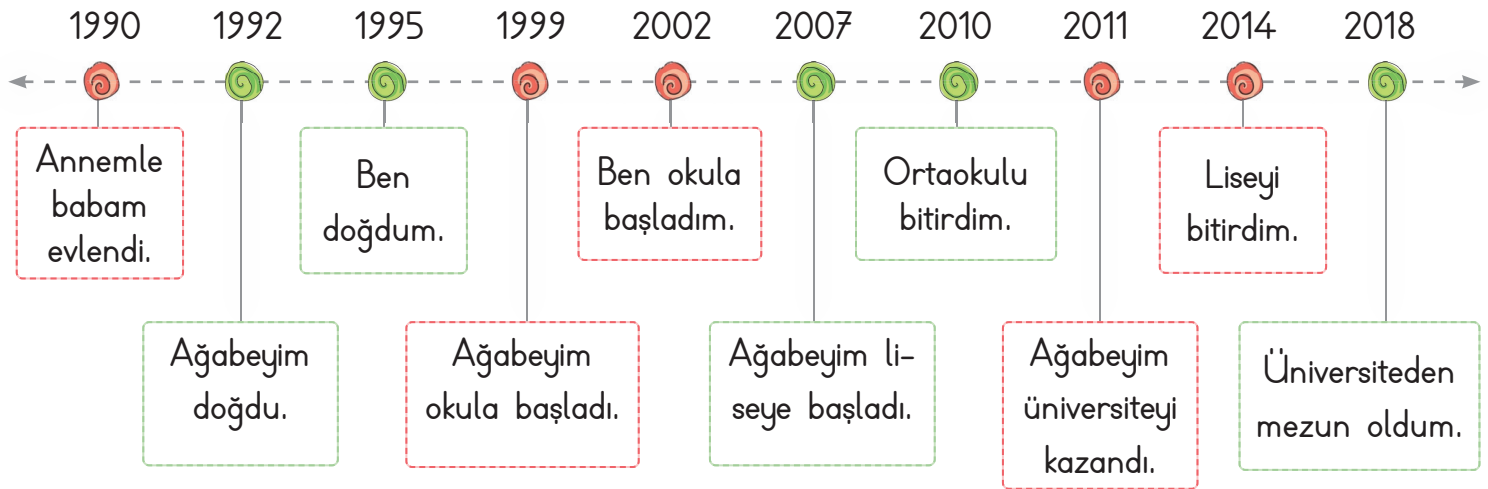 1990 1992 1995 1999 2002 2007 2010 2011 2014 2018
Annemle
babam
evlendi.
Ağabeyim
doğdu.
Ben
doğdum.
Ağabeyim
okula başladı.
Ben okula
başladım.
Ağabeyim li-
seye başladı.
Ortaokulu
bitirdim.
Ağabeyim
üniversiteyi
kazandı.
Liseyi
bitirdim.
Üniversiteden
mezun oldum.